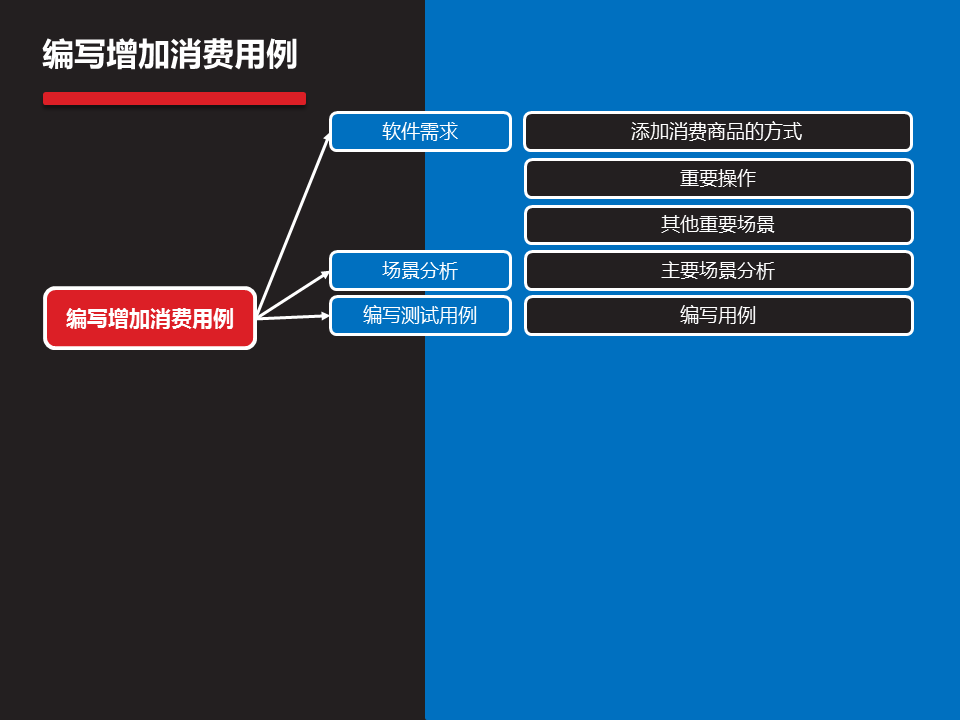 编写增加消费用例
软件需求
添加消费商品的方式
重要操作
其他重要场景
场景分析
主要场景分析
编写增加消费用例
编写测试用例
编写用例